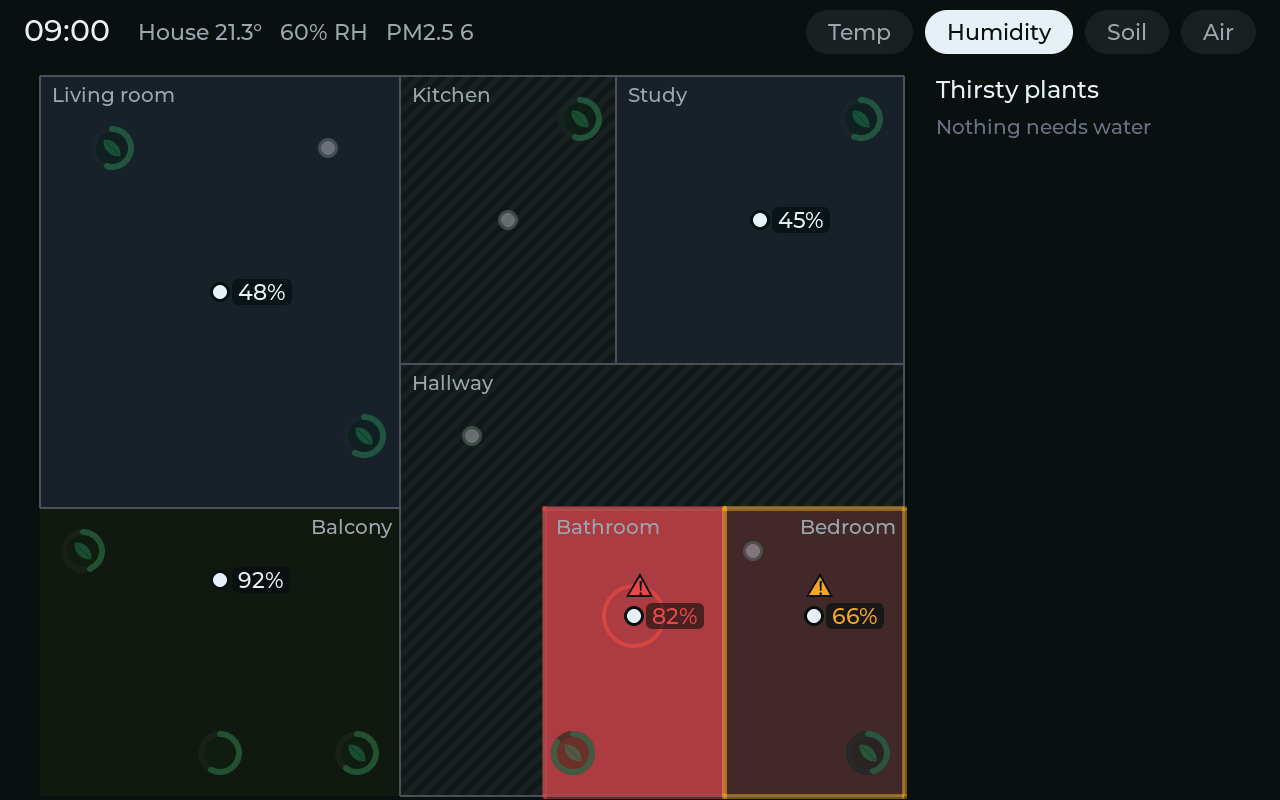 09:00 House 21.3° 60% RH PM2.5 6
Temp Humidity Soil Air
Living room
Kitchen
Study
Thirsty plants
Nothing needs water
45%
48%
Hallway
Balcony
Bathroom
Bedroom
92%
82%
66%